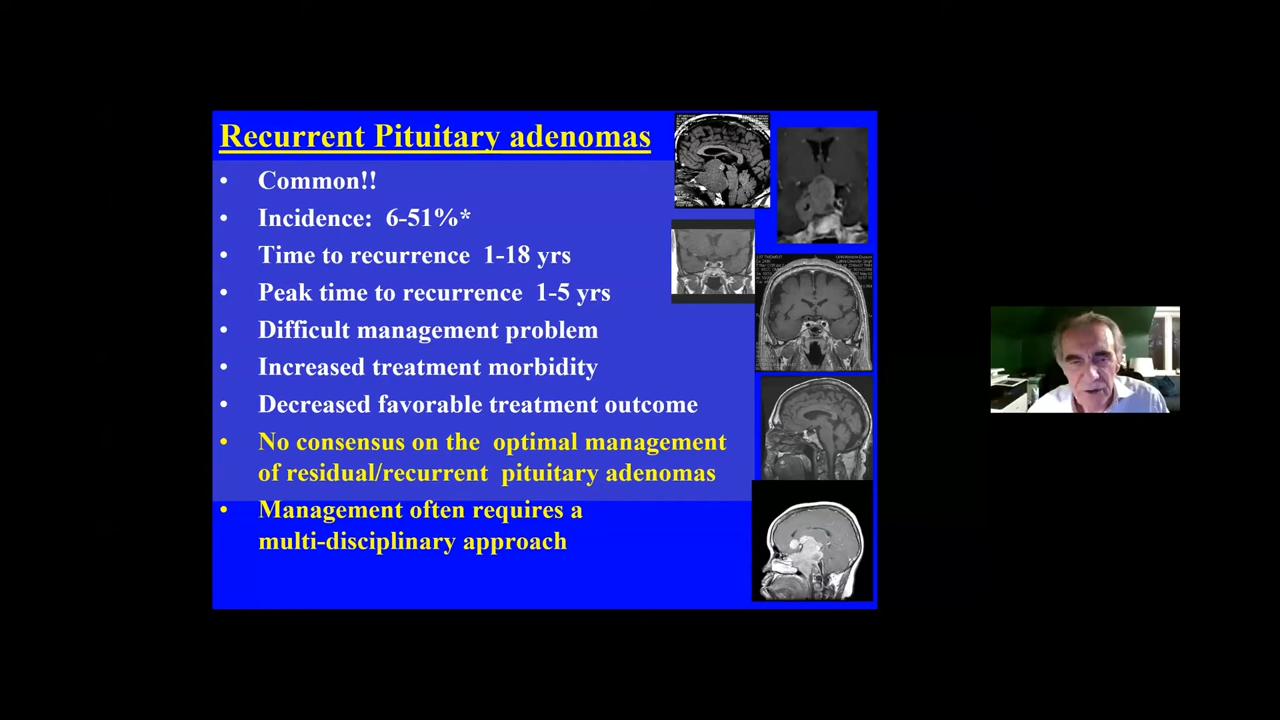 Recurrent Pituitary adenomas
• Common!!
• Incidence: 6-51%*
• Time to recurrence 1-18 yrs
• Peak time to recurrence 1-5 yrs
• Difficult management problem
• Increased treatment morbidity
• Decreased favorable treatment outcome
• No consensus on the optimal management
of residual/recurrent pituitary adenomas
• Management often requires a
multi-disciplinary approach